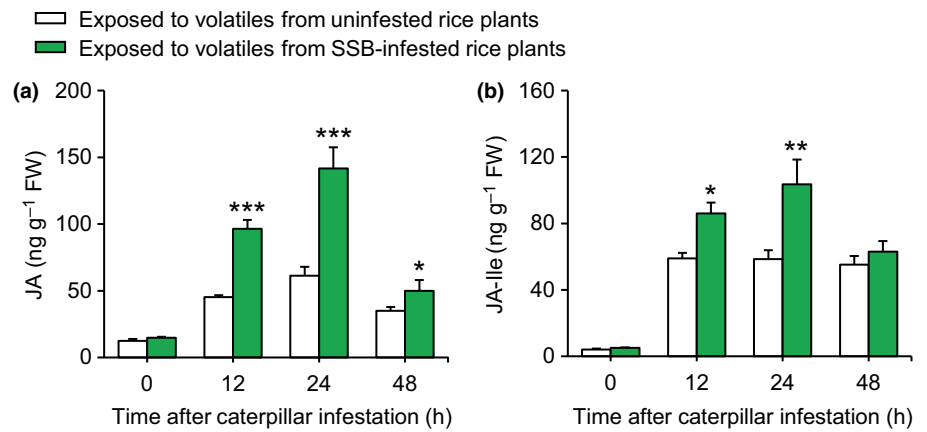 Exposed to volatiles from uninfested rice plants
Exposed to volatiles from SSB-infested rice plants
(a)
200
150
100
50
0
JA (ng g⁻¹ FW)
***
***
*
0 12 24 48
Time after caterpillar infestation (h)
(b)
160
120
80
40
0
JA-Ile (ng g⁻¹ FW)
*
**
0 12 24 48
Time after caterpillar infestation (h)